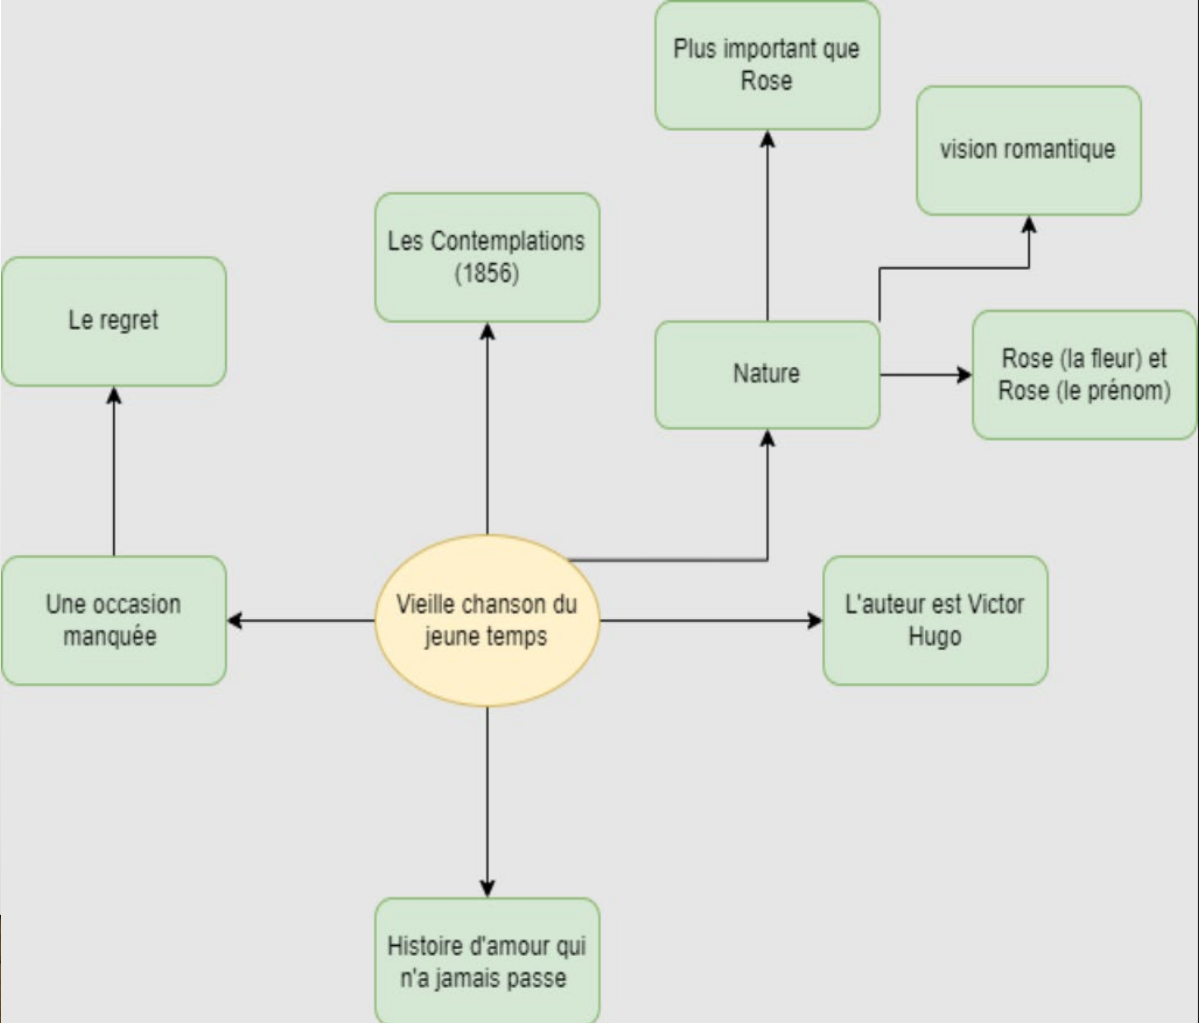 Plus important que
Rose
vision romantique
Les Contemplations
(1856)
Le regret
Nature
Rose (la fleur) et
Rose (le prénom)
Une occasion
manquée
Vieille chanson du
jeune temps
L'auteur est Victor
Hugo
Histoire d'amour qui
n'a jamais passe